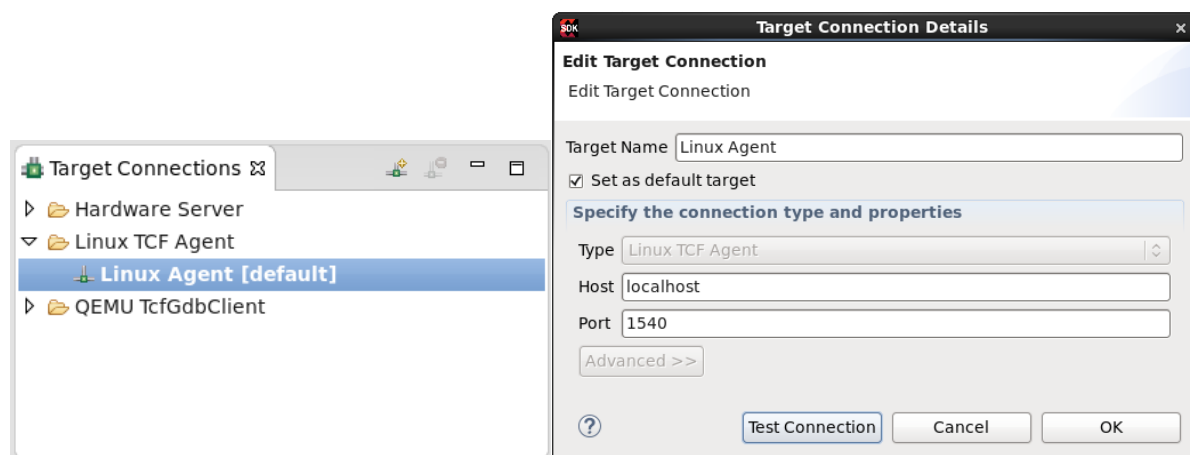 Target Connections
Hardware Server
Linux TCF Agent
Linux Agent [default]
QEMU TcfGdbClient
SDK
Target Connection Details
Edit Target Connection
Edit Target Connection
Target Name Linux Agent
Set as default target
Specify the connection type and properties
Type Linux TCF Agent
Host localhost
Port 1540
Advanced >>
? Test Connection Cancel OK